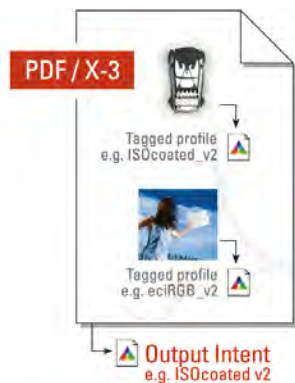 PDF/X-3
Tagged profile
e.g. ISOcoated_v2
Tagged profile
e.g. eciRGB_v2
Output Intent
e.g. ISOcoated v2